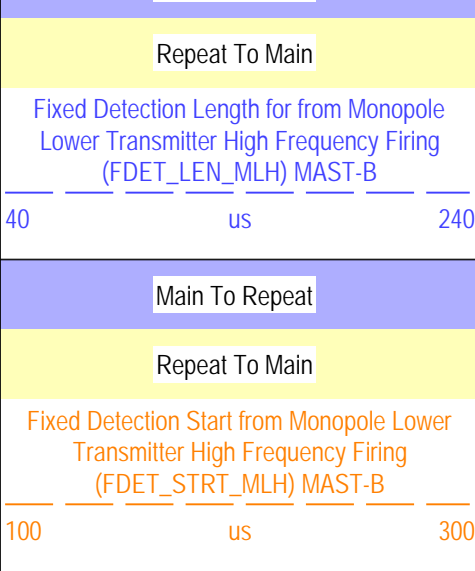 Repeat To Main
Fixed Detection Length for from Monopole
Lower Transmitter High Frequency Firing
(FDET_LEN_MLH) MAST-B
40 us 240
Main To Repeat
Repeat To Main
Fixed Detection Start from Monopole Lower
Transmitter High Frequency Firing
(FDET_STRT_MLH) MAST-B
100 us 300